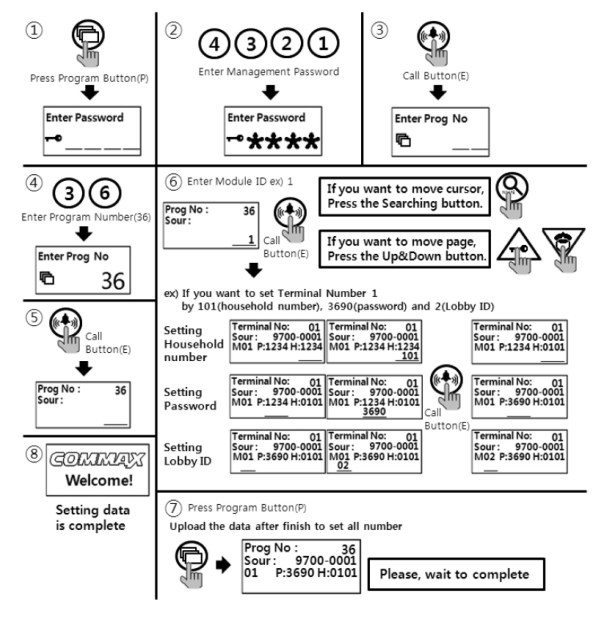 ①
Press Program Button(P)
Enter Password
②
4 3 2 1
Enter Management Password
Enter Password
****
③
Call Button(E)
Enter Prog No
④
3 6
Enter Program Number(36)
Enter Prog No
36
⑤
Call
Button(E)
Prog No : 36
Sour :
⑥ Enter Module ID ex) 1
Prog No : 36
Sour :
1
Call
Button(E)
If you want to move cursor,
Press the Searching button.
If you want to move page,
Press the Up&Down button.
ex) If you want to set Terminal Number 1
by 101(household number), 3690(password) and 2(Lobby ID)
Setting
Household
number
Terminal No: 01
Sour : 9700-0001
M01 P:1234 H:1234
Terminal No: 01
Sour : 9700-0001
M01 P:1234 H:1234
101
Terminal No: 01
Sour : 9700-0001
M01 P:1234 H:0101
Setting
Password
Terminal No: 01
Sour : 9700-0001
M01 P:1234 H:0101
Terminal No: 01
Sour : 9700-0001
M01 P:1234 H:0101
3690
Call
Button(E)
Terminal No: 01
Sour : 9700-0001
M01 P:3690 H:0101
Setting
Lobby ID
Terminal No: 01
Sour : 9700-0001
M01 P:3690 H:0101
Terminal No: 01
Sour : 9700-0001
M01 P:3690 H:0101
02
Terminal No: 01
Sour : 9700-0001
M02 P:3690 H:0101
⑦ Press Program Button(P)
Upload the data after finish to set all number
Prog No : 36
Sour : 9700-0001
01 P:3690 H:0101
Please, wait to complete
⑧
COMMAX
Welcome!
Setting data
is complete